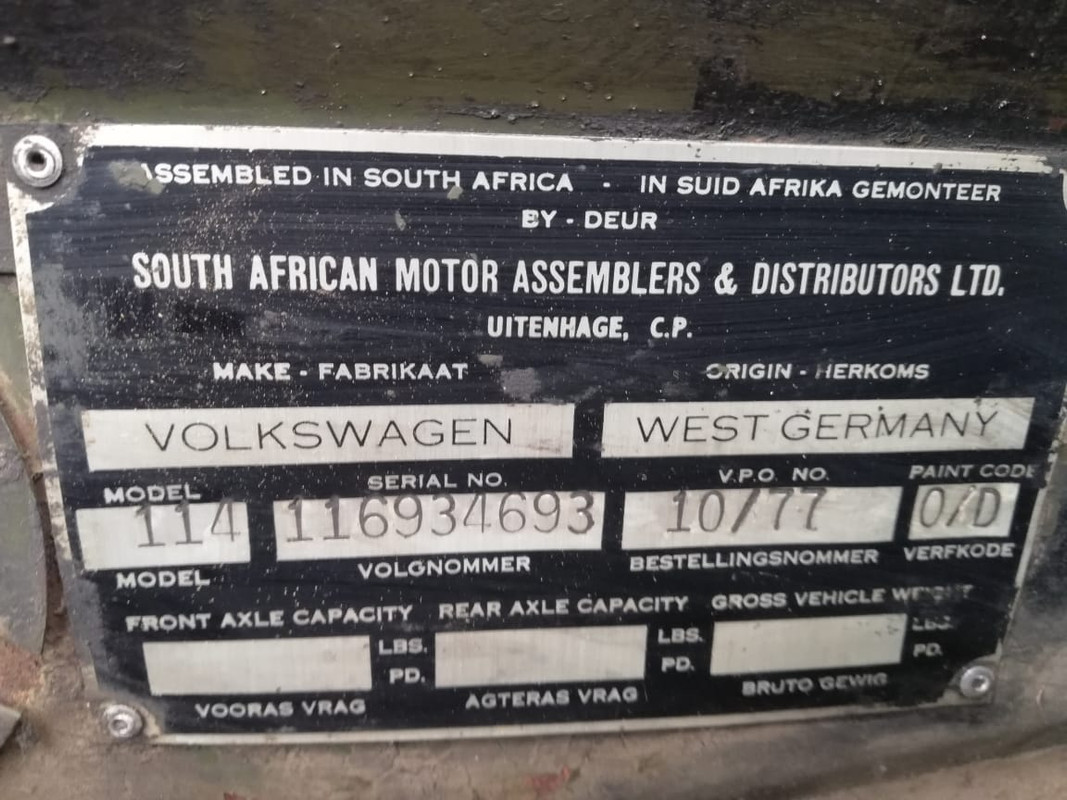 ASSEMBLED IN SOUTH AFRICA - IN SUID AFRIKA GEMONTEER
BY - DEUR
SOUTH AFRICAN MOTOR ASSEMBLERS & DISTRIBUTORS LTD.
UITENHAGE, C.P.
MAKE - FABRIKAAT ORIGIN - HERKOMS
VOLKSWAGEN WEST GERMANY
MODEL SERIAL NO. V.P.O. NO. PAINT CODE
114 116934693 10/77 O/D
MODEL VOLGNOMMER BESTELLINGSNOMMER VERFKODE
FRONT AXLE CAPACITY REAR AXLE CAPACITY GROSS VEHICLE WEIGHT
LBS. LBS. LBS.
PD. PD. PD.
VOORAS VRAG AGTERAS VRAG BRUTO GEWIG